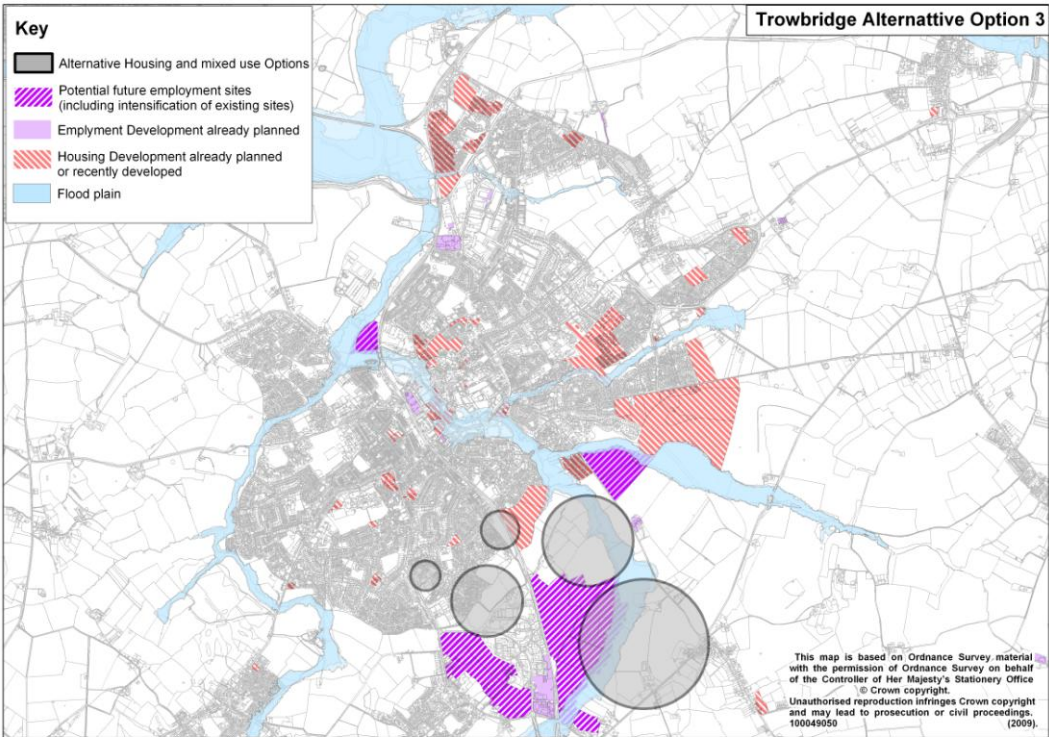 Trowbridge Alternattive Option 3
Key
Alternative Housing and mixed use Options
Potential future employment sites
(including intensification of existing sites)
Emplyment Development already planned
Housing Development already planned
or recently developed
Flood plain
This map is based on Ordnance Survey material
with the permission of Ordnance Survey on behalf
of the Controller of Her Majesty's Stationery Office
© Crown copyright.
Unauthorised reproduction infringes Crown copyright
and may lead to prosecution or civil proceedings.
100049050 (2009).